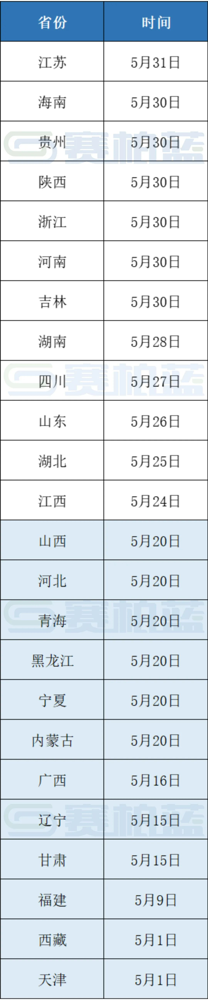 省份 时间
江苏 5月31日
海南 5月30日
贵州 5月30日
陕西 5月30日
浙江 5月30日
河南 5月30日
吉林 5月30日
湖南 5月28日
四川 5月27日
山东 5月26日
湖北 5月25日
江西 5月24日
山西 5月20日
河北 5月20日
青海 5月20日
黑龙江 5月20日
宁夏 5月20日
内蒙古 5月20日
广西 5月16日
辽宁 5月15日
甘肃 5月15日
福建 5月9日
西藏 5月1日
天津 5月1日
赛柏蓝
赛柏蓝
赛柏蓝
赛柏蓝